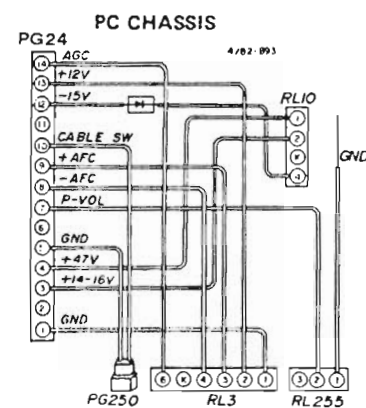 PC CHASSIS
PG24
4/82-893
14 AGC
13 +12V
12 -15V
11
10 CABLE SW
9 +AFC
8 -AFC
7 P-VOL
6
5 GND
4 +47V
3 +14-16V
2
1 GND
RL10
1
2
K
4
GND
6 K 4 3 2 1
3 2 1
PG250
RL3
RL255